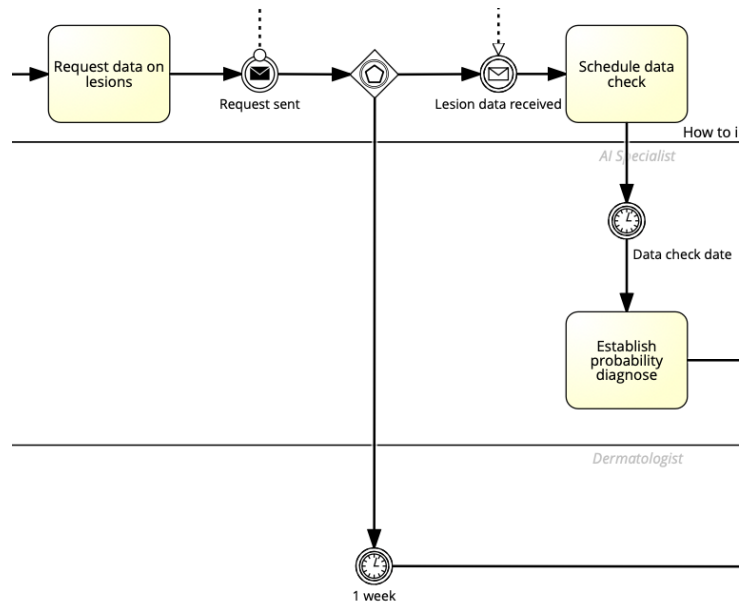 Request data on
lesions
Request sent
Lesion data received
Schedule data
check
How to i
AI Specialist
Data check date
Establish
probability
diagnose
Dermatologist
1 week